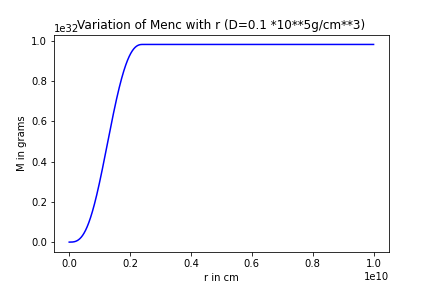 Variation of Menc with r (D=0.1 *10**5g/cm**3)
1e32
1.0
0.8
0.6
0.4
0.2
0.0
M in grams
0.0 0.2 0.4 0.6 0.8 1.0
r in cm
1e10